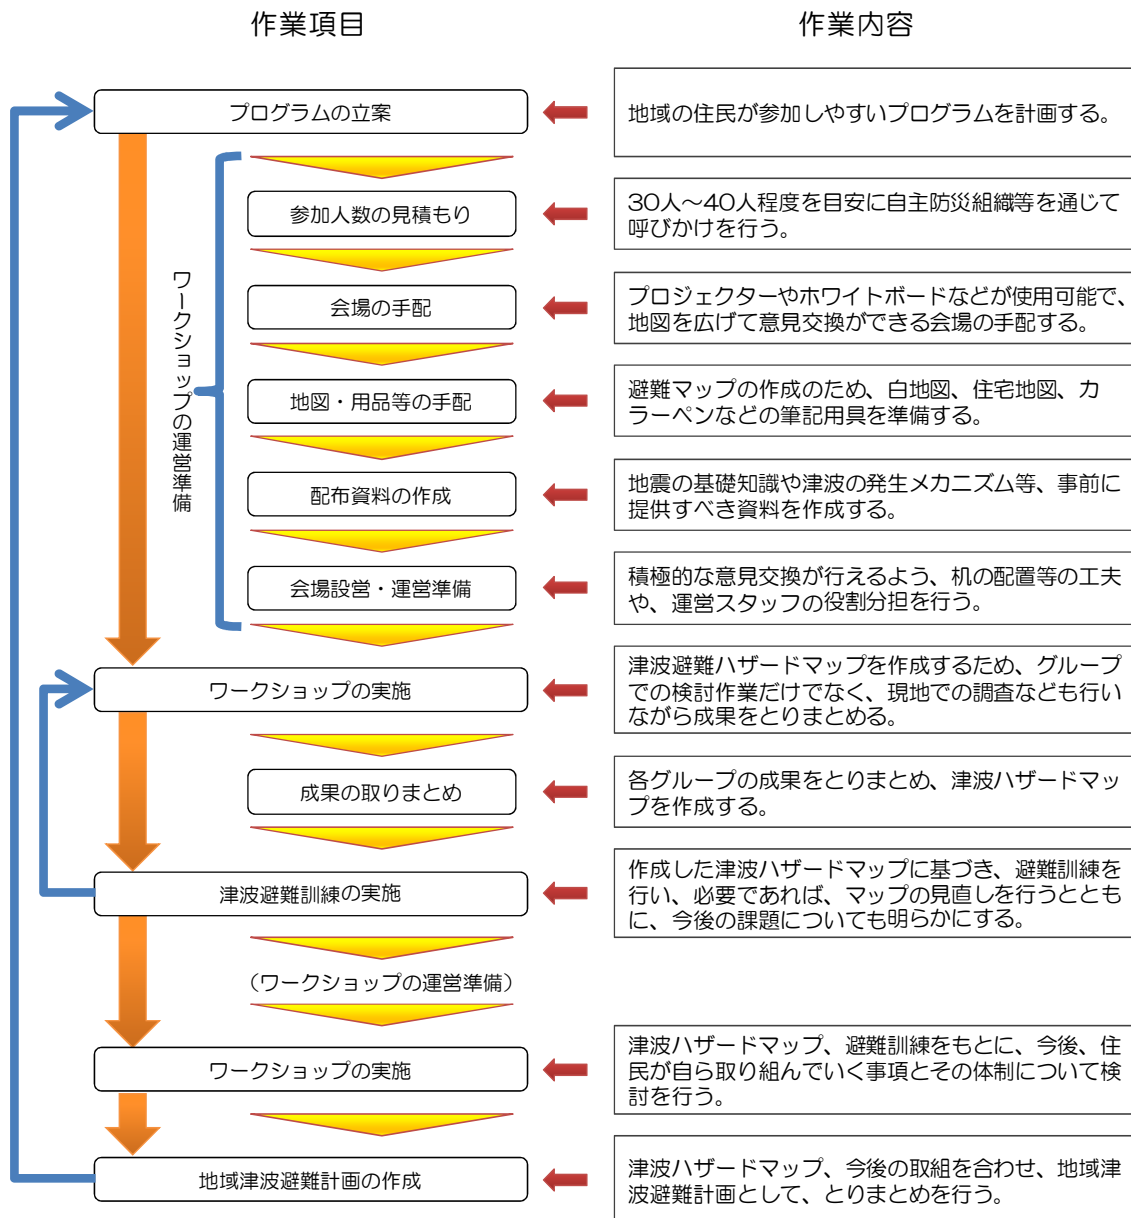 作業項目
作業内容
プログラムの立案
地域の住民が参加しやすいプログラムを計画する。
ワークショップの運営準備
参加人数の見積もり
30人～40人程度を目安に自主防災組織等を通じて
呼びかけを行う。
会場の手配
プロジェクターやホワイトボードなどが使用可能で、
地図を広げて意見交換ができる会場の手配する。
地図・用品等の手配
避難マップの作成のため、白地図、住宅地図、カ
ラーペンなどの筆記用具を準備する。
配布資料の作成
地震の基礎知識や津波の発生メカニズム等、事前に
提供すべき資料を作成する。
会場設営・運営準備
積極的な意見交換が行えるよう、机の配置等の工夫
や、運営スタッフの役割分担を行う。
ワークショップの実施
津波避難ハザードマップを作成するため、グループ
での検討作業だけでなく、現地での調査なども行い
ながら成果をとりまとめる。
成果の取りまとめ
各グループの成果をとりまとめ、津波ハザードマッ
プを作成する。
津波避難訓練の実施
作成した津波ハザードマップに基づき、避難訓練を
行い、必要であれば、マップの見直しを行うととも
に、今後の課題についても明らかにする。
（ワークショップの運営準備）
ワークショップの実施
津波ハザードマップ、避難訓練をもとに、今後、住
民が自ら取り組んでいく事項とその体制について検
討を行う。
地域津波避難計画の作成
津波ハザードマップ、今後の取組を合わせ、地域津
波避難計画として、とりまとめを行う。